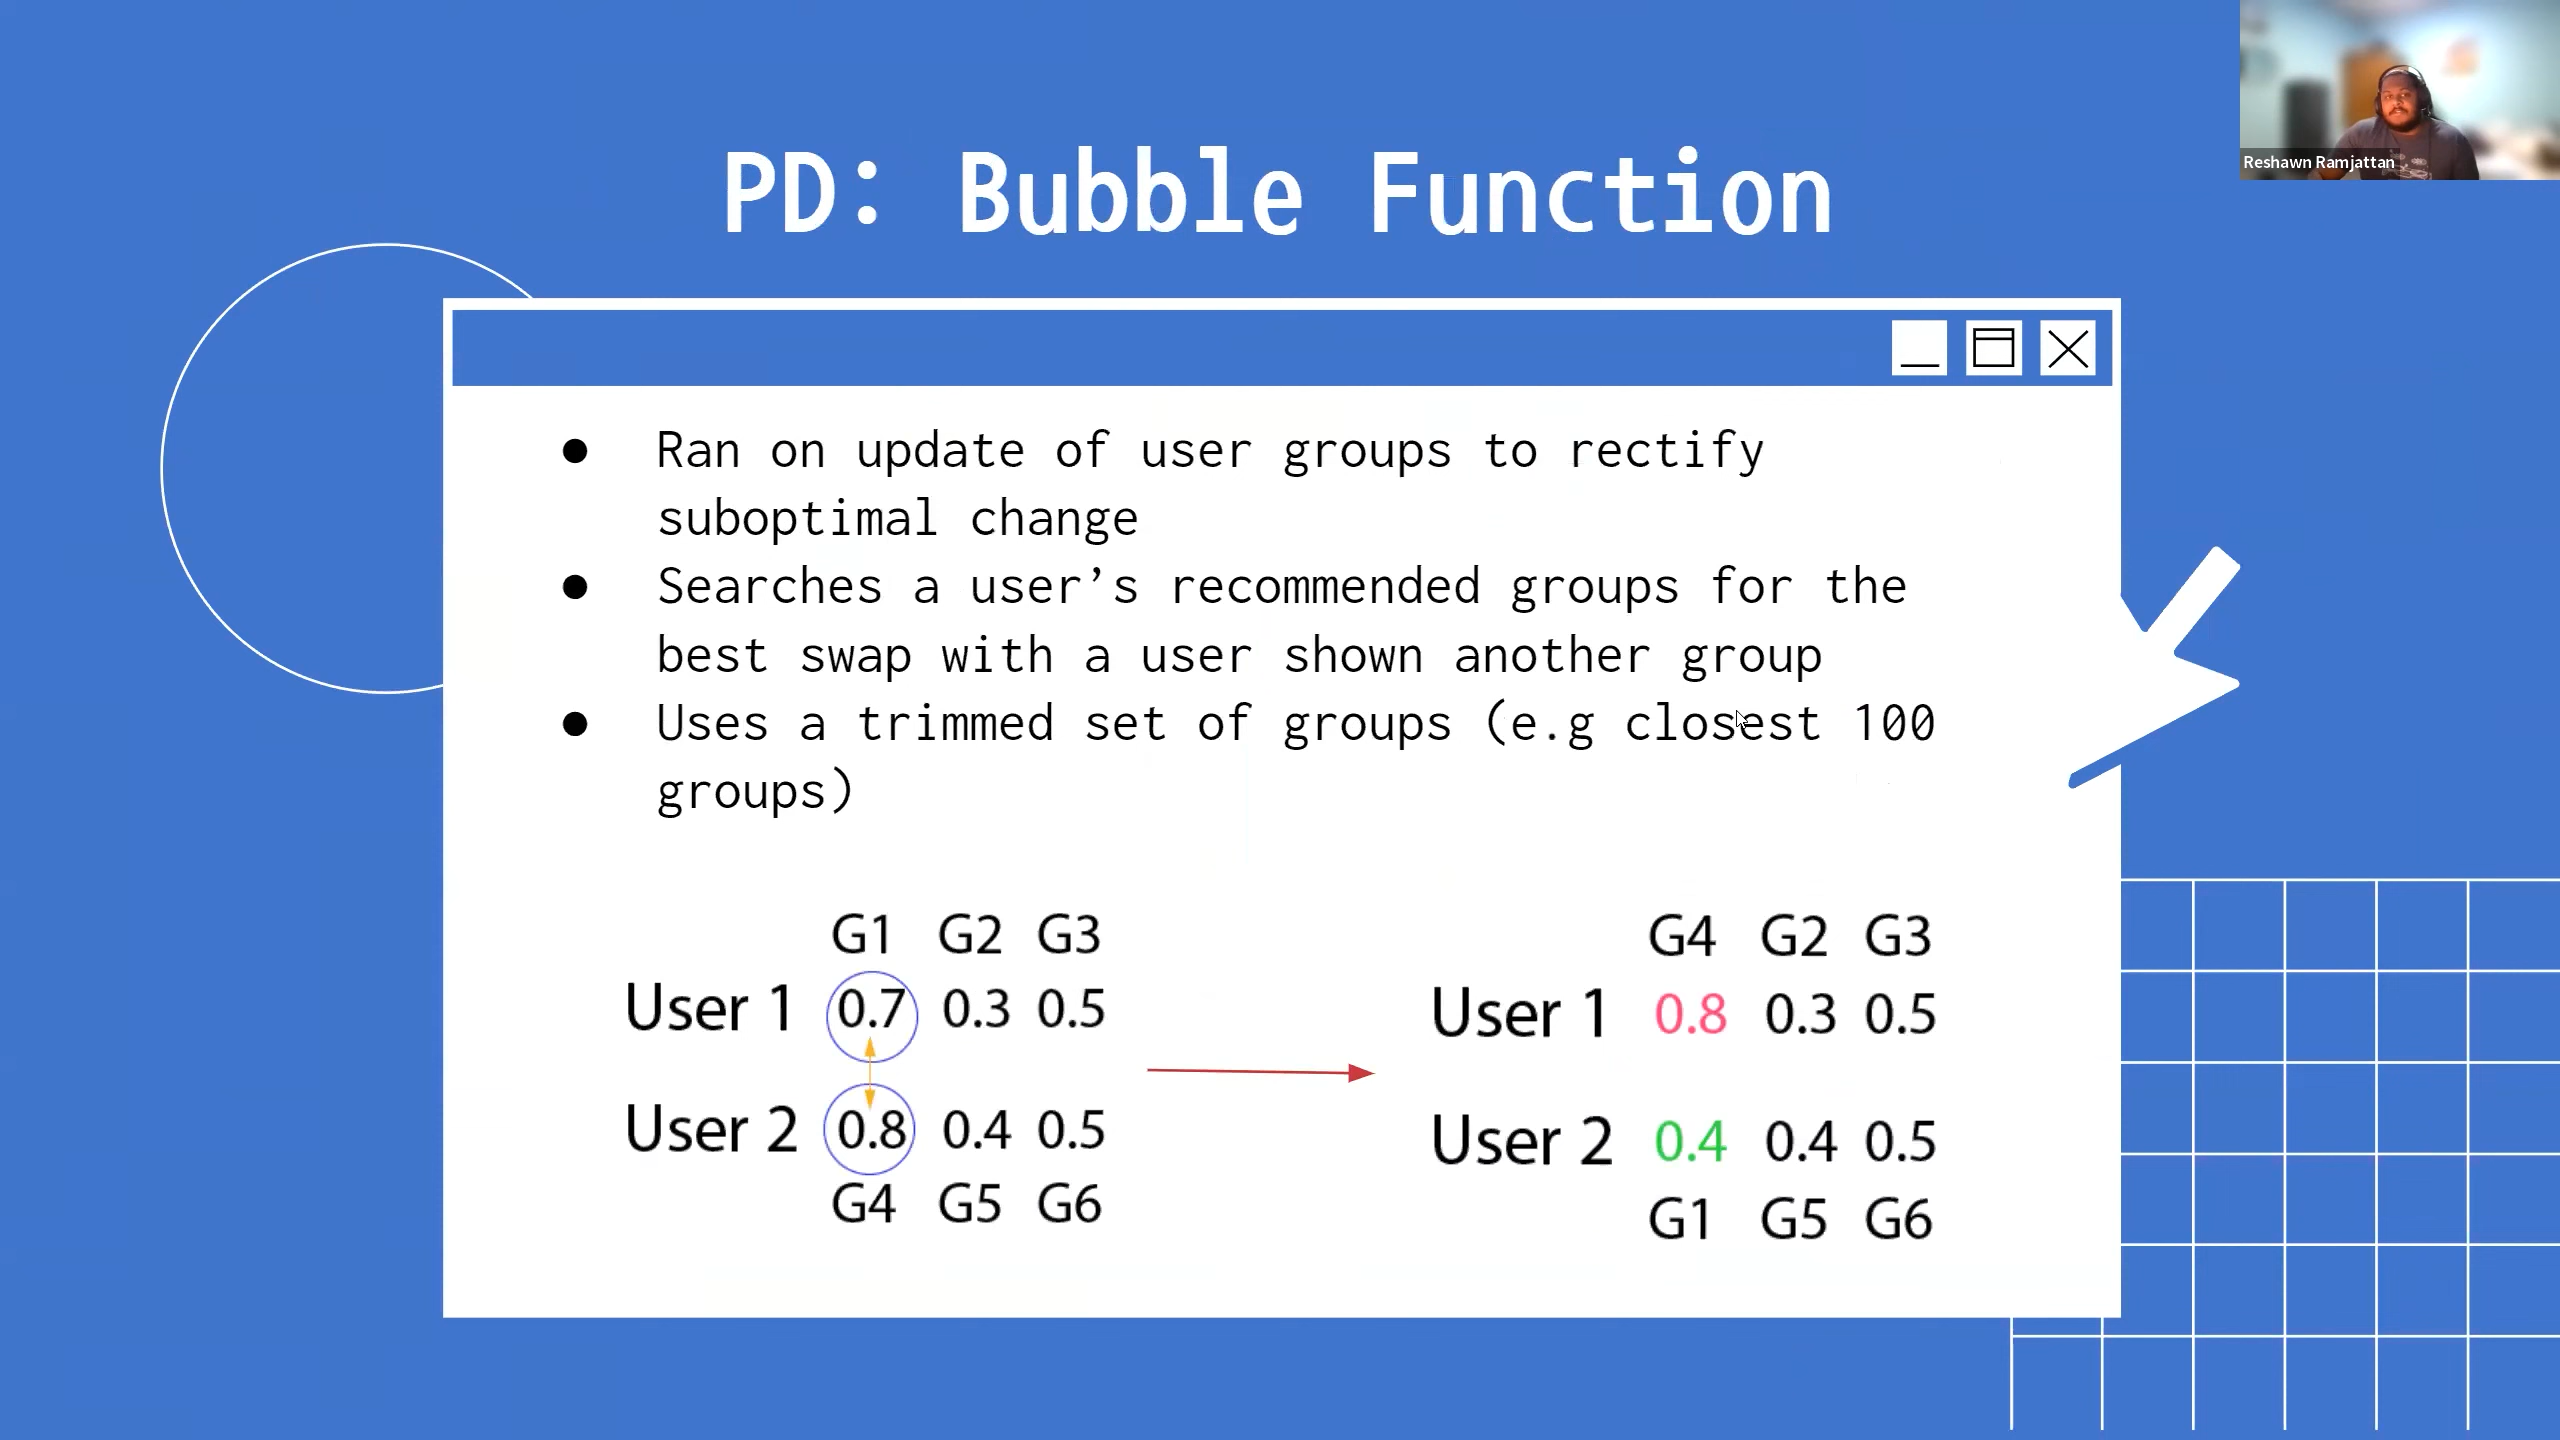 Reshawn Ramjattan
PD: Bubble Function
● Ran on update of user groups to rectify
suboptimal change
● Searches a user’s recommended groups for the
best swap with a user shown another group
● Uses a trimmed set of groups (e.g closest 100
groups)
G1 G2 G3
User 1 0.7 0.3 0.5
User 2 0.8 0.4 0.5
G4 G5 G6
G4 G2 G3
User 1 0.8 0.3 0.5
User 2 0.4 0.4 0.5
G1 G5 G6